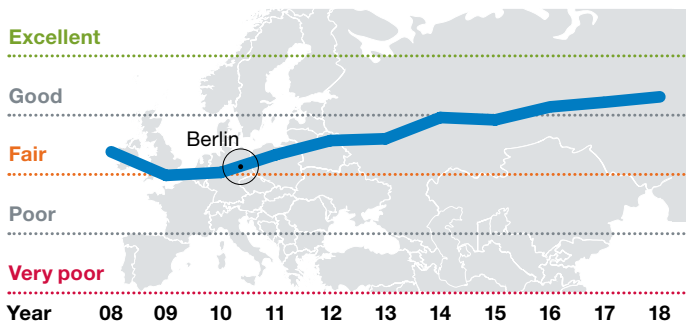 Excellent
Good
Berlin
Fair
Poor
Very poor
Year 08 09 10 11 12 13 14 15 16 17 18